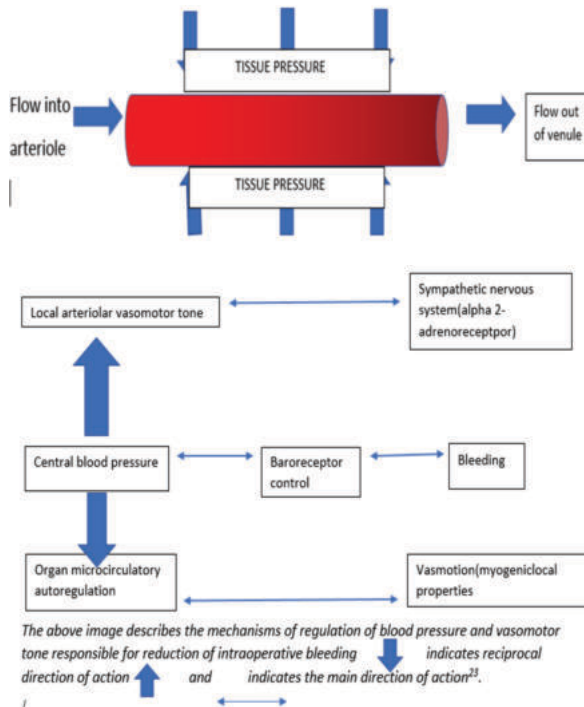 TISSUE PRESSURE
Flow into
arteriole
Flow out
of venule
TISSUE PRESSURE
Local arteriolar vasomotor tone
Sympathetic nervous
system(alpha 2-
adrenoreceptpor)
Central blood pressure
Baroreceptor
control
Bleeding
Organ microcirculatory
autoregulation
Vasmotion(myogeniclocal
properties
The above image describes the mechanisms of regulation of blood pressure and vasomotor
tone responsible for reduction of intraoperative bleeding indicates reciprocal
direction of action and indicates the main direction of action²³.